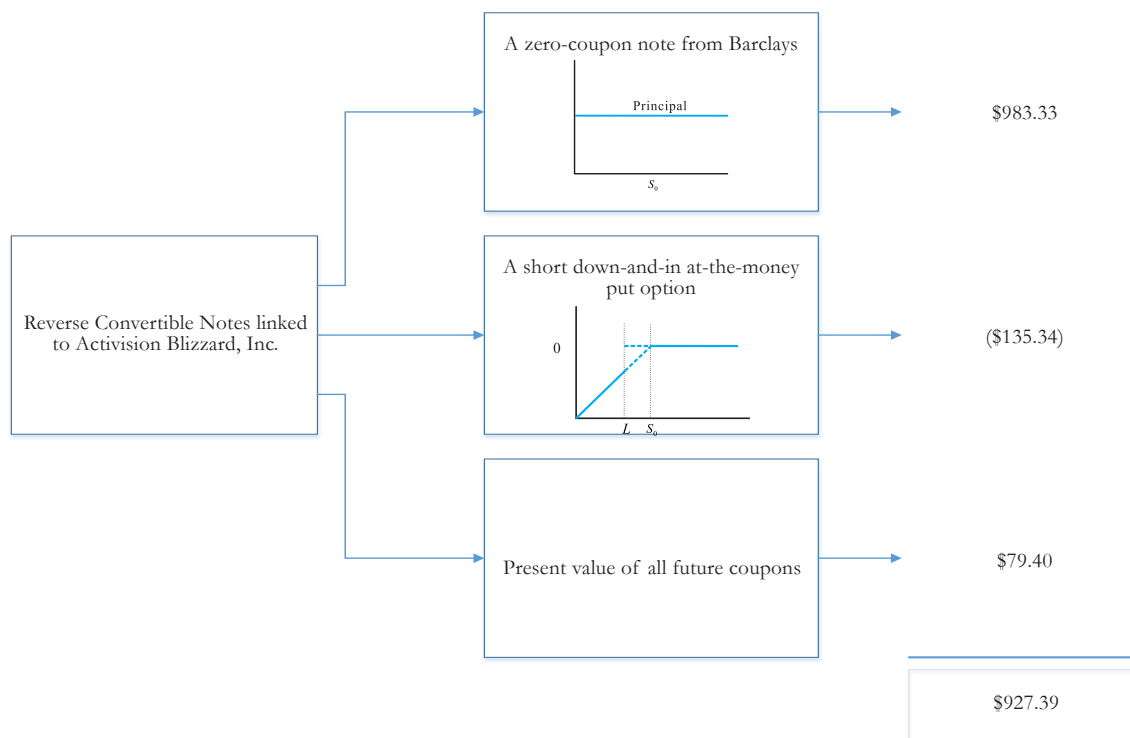 A zero-coupon note from Barclays
Principal
S₀
$983.33
Reverse Convertible Notes linked
to Activision Blizzard, Inc.
A short down-and-in at-the-money
put option
0
L S₀
($135.34)
Present value of all future coupons
$79.40
$927.39